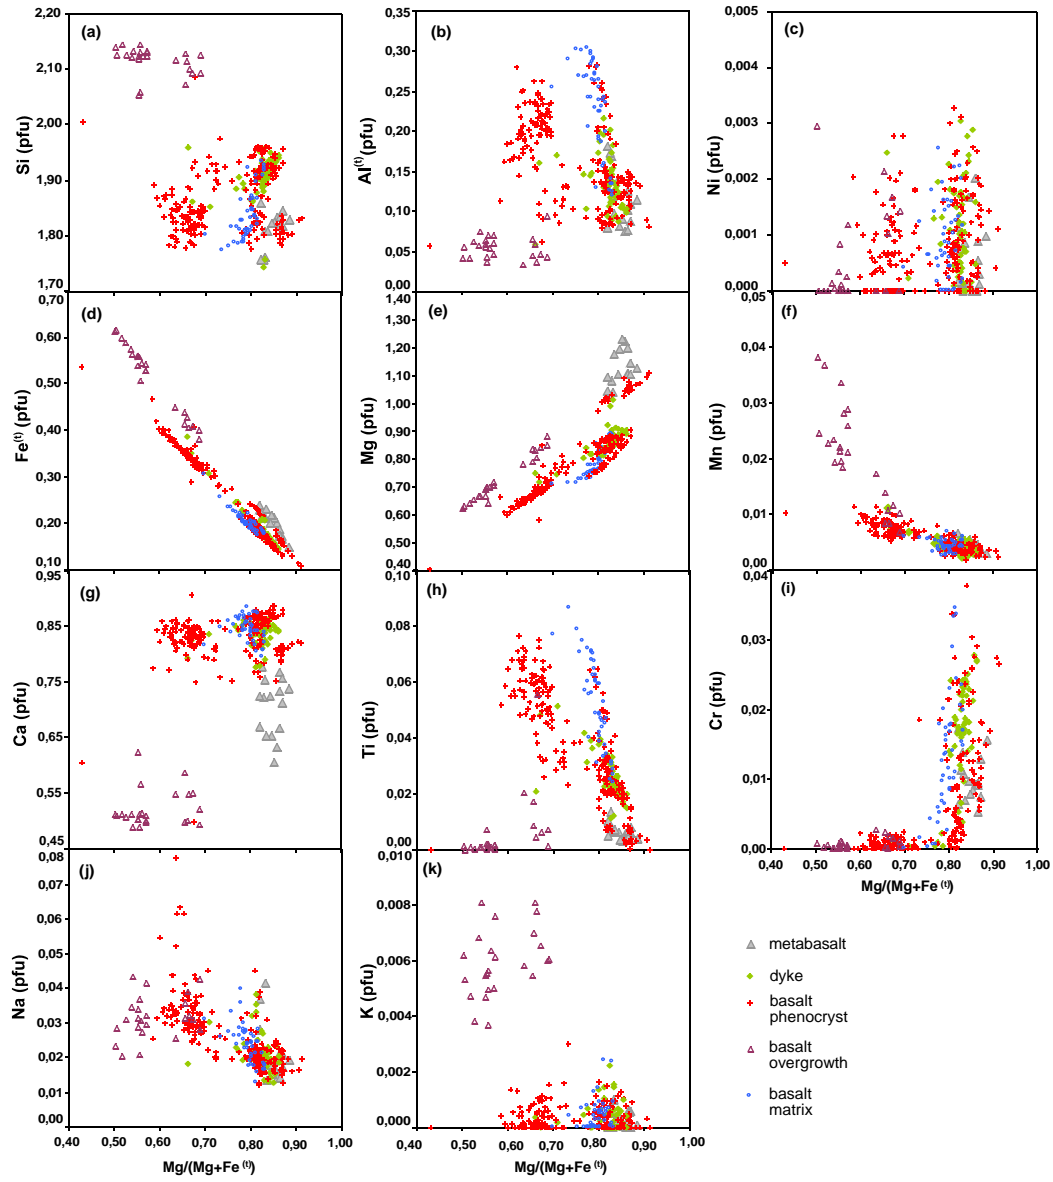 (a)
2,20
2,10
2,00
1,90
1,80
1,70
Si (pfu)
(b)
0,35
0,30
0,25
0,20
0,15
0,10
0,05
0,00
Al(t) (pfu)
(c)
0,005
0,004
0,003
0,002
0,001
0,000
Ni (pfu)
(d)
0,70
0,60
0,50
0,40
0,30
0,20
0,10
Fe(t) (pfu)
(e)
1,40
1,30
1,20
1,10
1,00
0,90
0,80
0,70
0,60
0,50
0,40
Mg (pfu)
(f)
0,05
0,04
0,03
0,02
0,01
0,00
Mn (pfu)
(g)
0,95
0,85
0,75
0,65
0,55
0,45
Ca (pfu)
(h)
0,10
0,08
0,06
0,04
0,02
0,00
Ti (pfu)
(i)
0,04
0,03
0,02
0,01
0,00
Cr (pfu)
0,40 0,50 0,60 0,70 0,80 0,90 1,00
Mg/(Mg+Fe (t))
(j)
0,08
0,07
0,06
0,05
0,04
0,03
0,02
0,01
0,00
Na (pfu)
0,40 0,50 0,60 0,70 0,80 0,90 1,00
Mg/(Mg+Fe (t))
(k)
0,010
0,008
0,006
0,004
0,002
0,000
K (pfu)
0,40 0,50 0,60 0,70 0,80 0,90 1,00
Mg/(Mg+Fe (t))
metabasalt
dyke
basalt
phenocryst
basalt
overgrowth
basalt
matrix